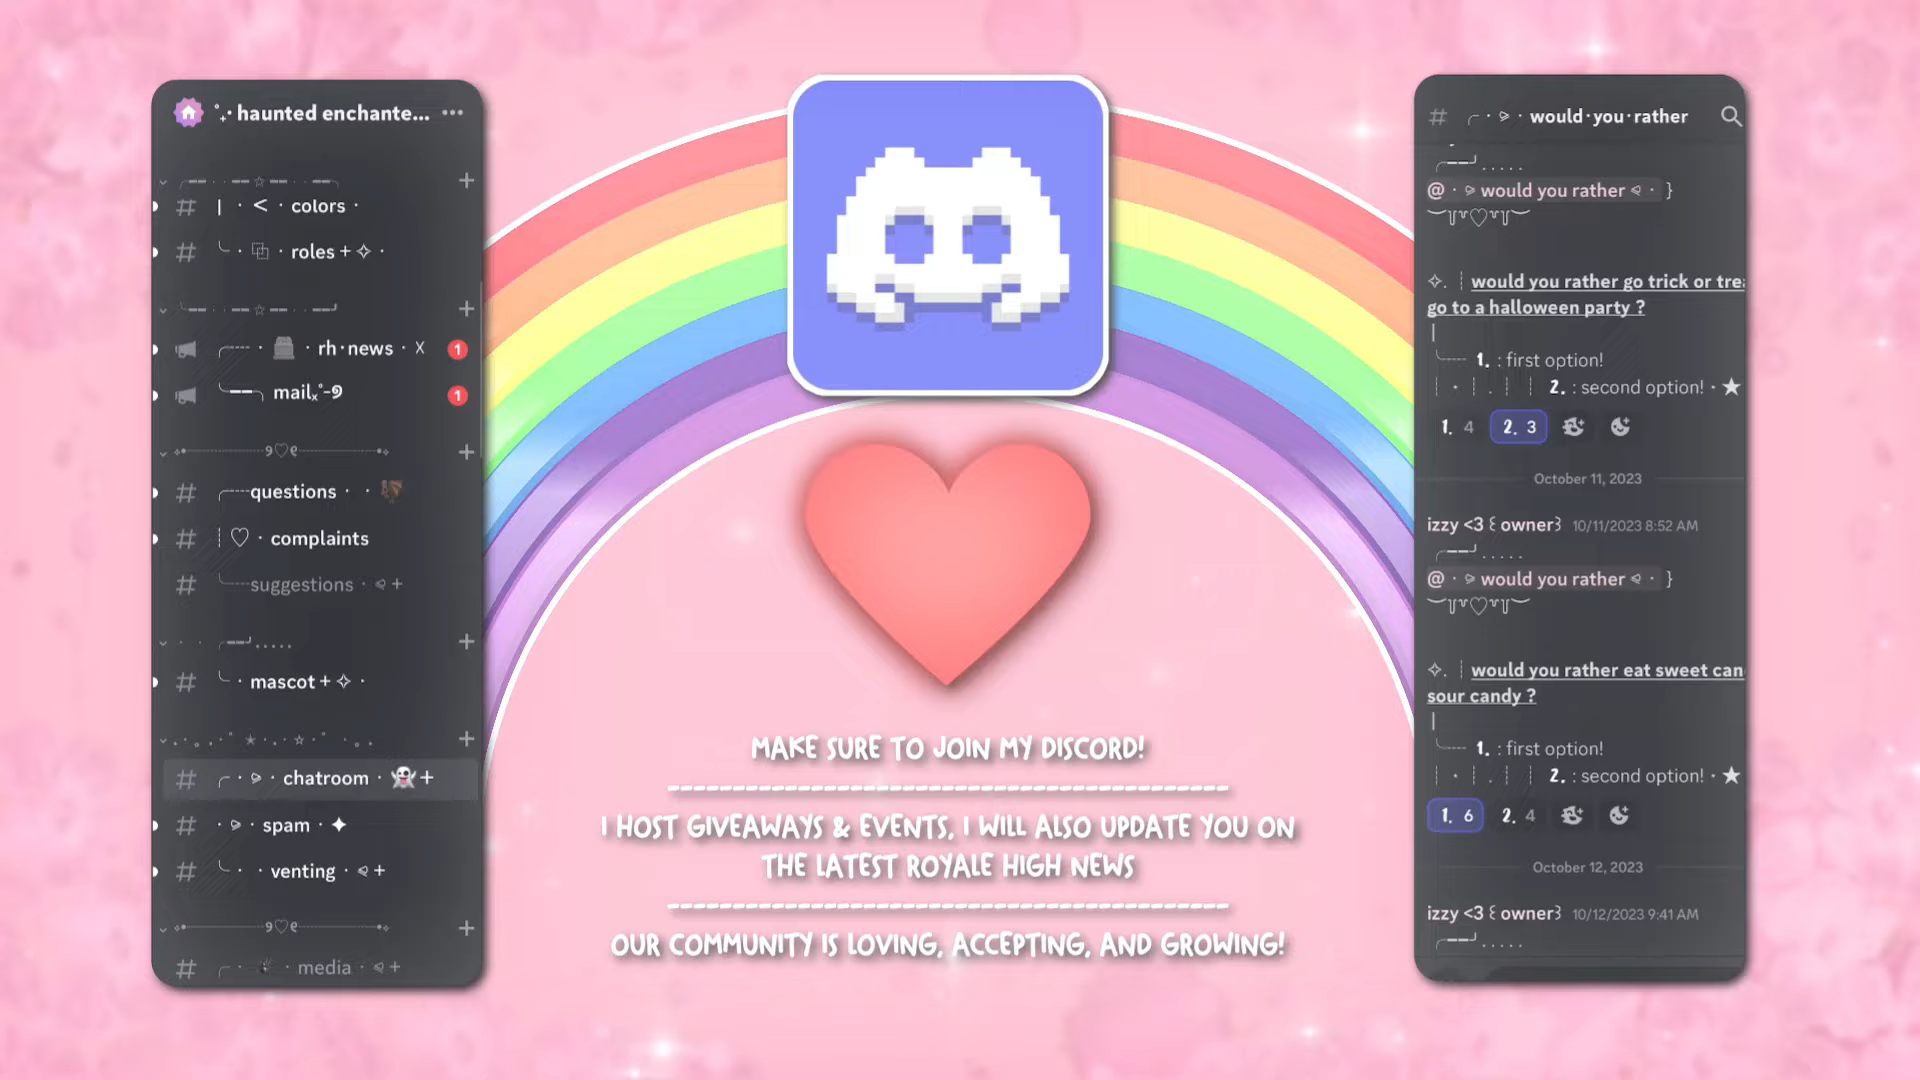 haunted enchante...
colors
roles
rh·news
1
mail
1
questions
complaints
suggestions
mascot
chatroom
spam
venting
media
MAKE SURE TO JOIN MY DISCORD!
I HOST GIVEAWAYS & EVENTS, I WILL ALSO UPDATE YOU ON
THE LATEST ROYALE HIGH NEWS
OUR COMMUNITY IS LOVING, ACCEPTING, AND GROWING!
would·you·rather
@ would you rather }
would you rather go trick or
go to a halloween party ?
1. : first option!
2. : second option! · ★
1. 4 2. 3
October 11, 2023
izzy <3 { owner} 10/11/2023 8:52 AM
@ would you rather }
would you rather eat sweet
sour candy ?
1. : first option!
2. : second option! · ★
1. 6 2. 4
October 12, 2023
izzy <3 { owner} 10/12/2023 9:41 AM